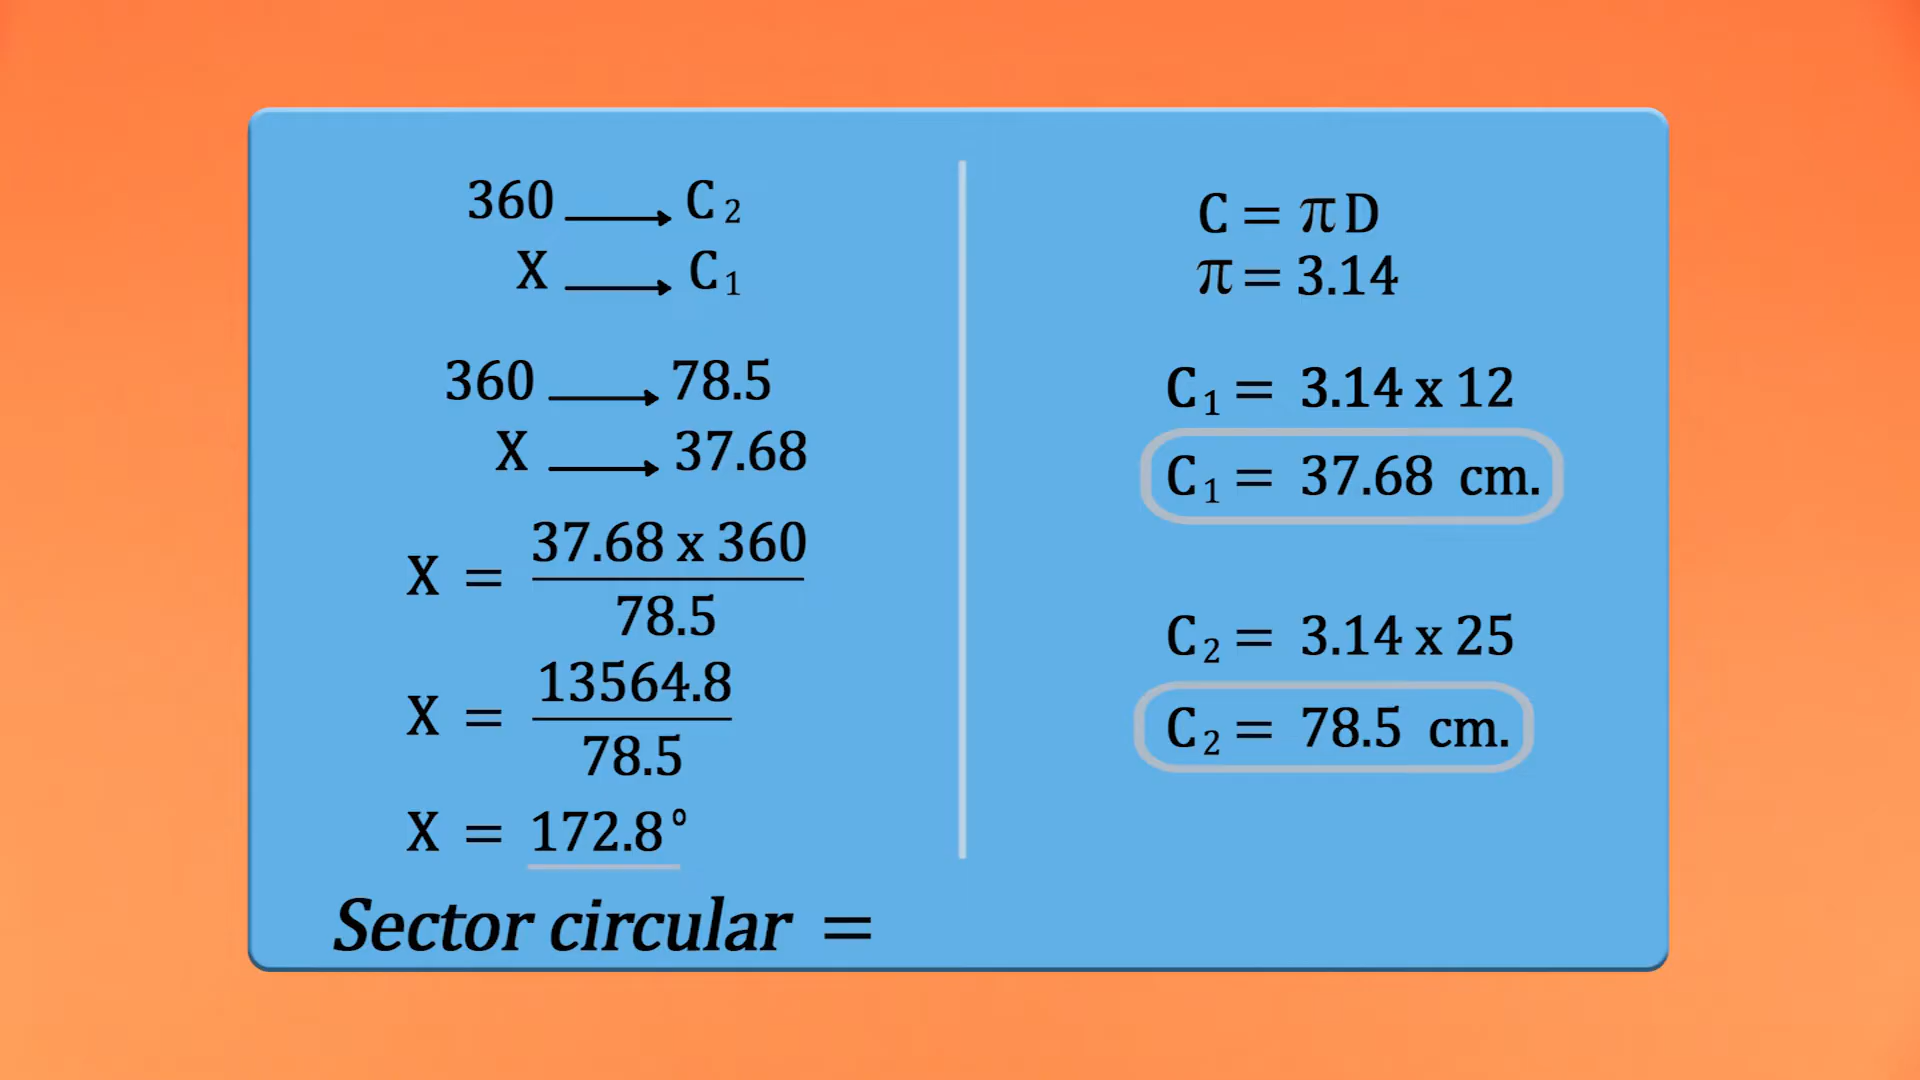 360 → C₂
X → C₁
360 → 78.5
X → 37.68
X = 37.68 x 360
78.5
X = 13564.8
78.5
X = 172.8°
C = πD
π = 3.14
C₁ = 3.14 x 12
C₁ = 37.68 cm.
C₂ = 3.14 x 25
C₂ = 78.5 cm.
Sector circular =